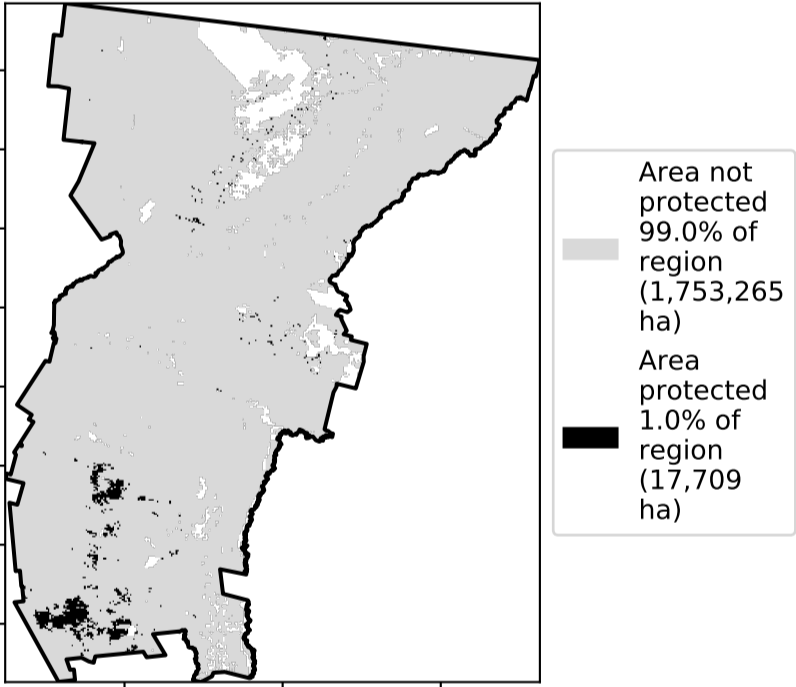 Area not
protected
99.0% of
region
(1,753,265
ha)
Area
protected
1.0% of
region
(17,709
ha)